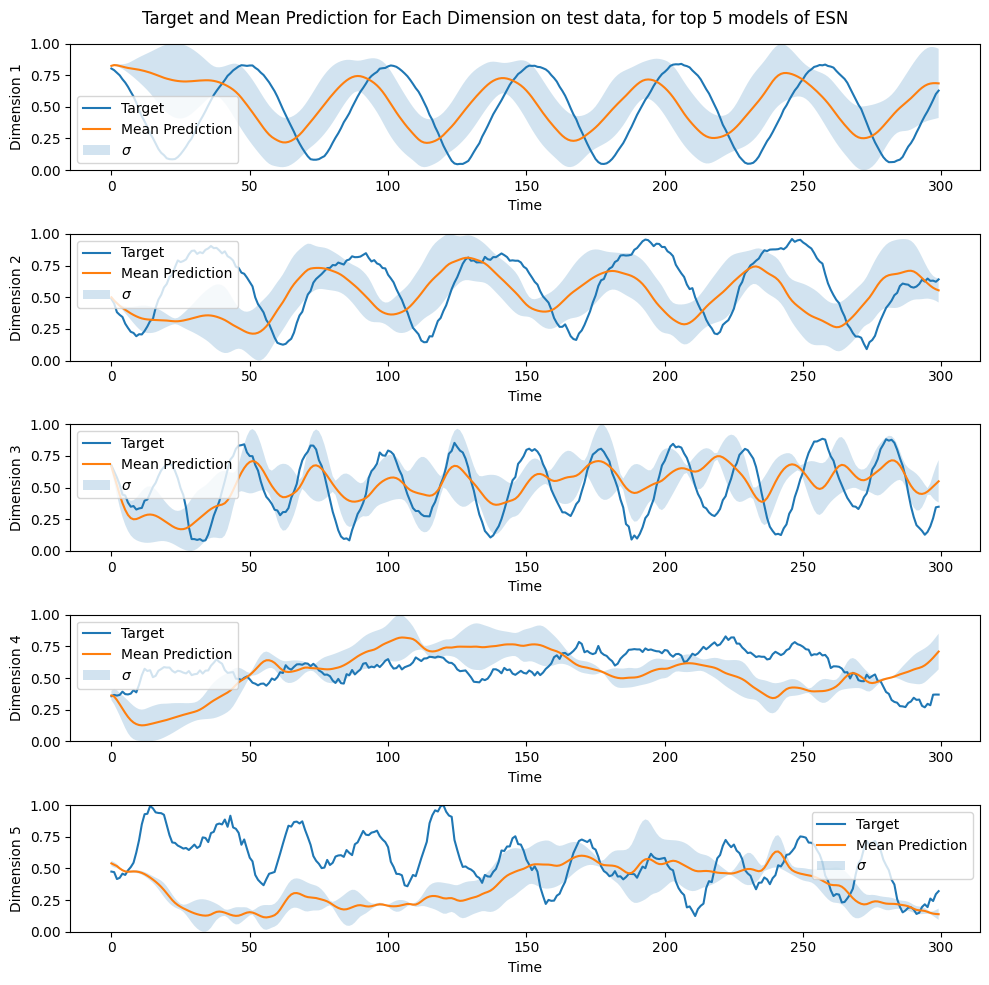 Target and Mean Prediction for Each Dimension on test data, for top 5 models of ESN
1.00
0.75
0.50
0.25
0.00
Dimension 1
Target
Mean Prediction
σ
0 50 100 150 200 250 300
Time
1.00
0.75
0.50
0.25
0.00
Dimension 2
Target
Mean Prediction
σ
0 50 100 150 200 250 300
Time
1.00
0.75
0.50
0.25
0.00
Dimension 3
Target
Mean Prediction
σ
0 50 100 150 200 250 300
Time
1.00
0.75
0.50
0.25
0.00
Dimension 4
Target
Mean Prediction
σ
0 50 100 150 200 250 300
Time
1.00
0.75
0.50
0.25
0.00
Dimension 5
Target
Mean Prediction
σ
0 50 100 150 200 250 300
Time